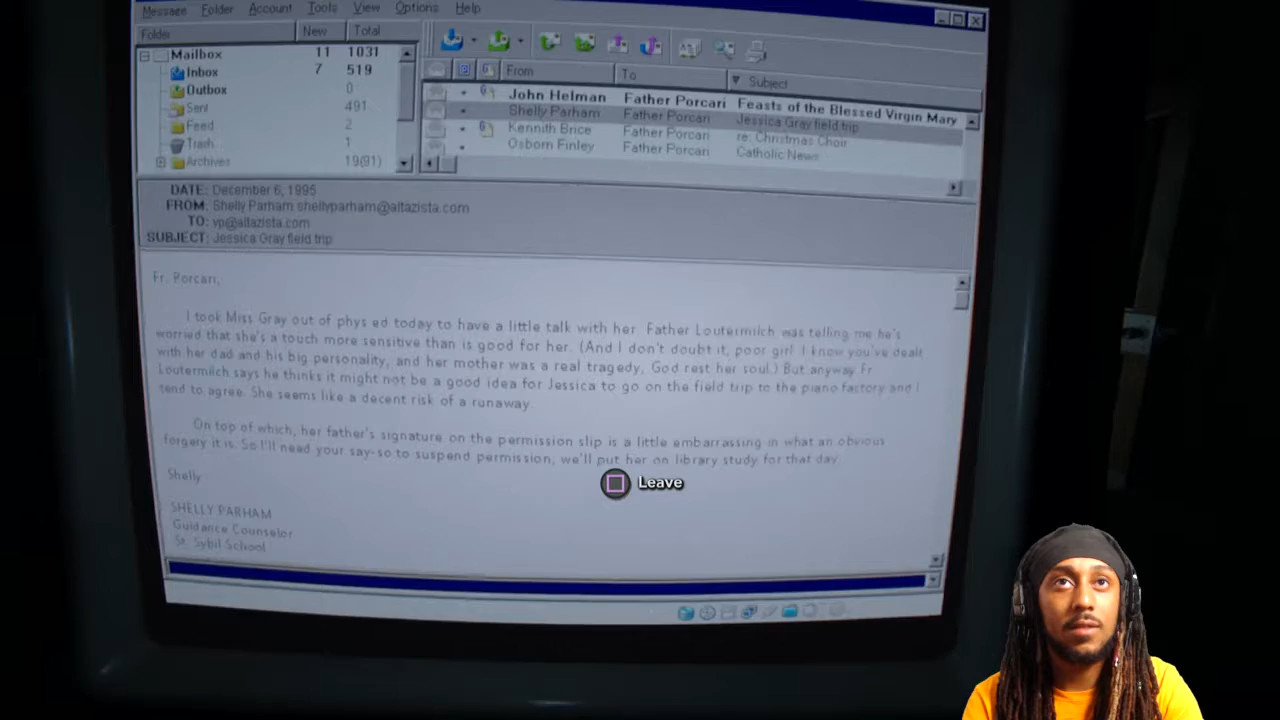 Message Folder Account Tools View Options Help
Folder New Total
Mailbox 11 1031
Inbox 7 519
Outbox 0
Sent 491
Feed 2
Trash 1
Archives 19(91)
From To Subject
John Helman Father Porcari Feasts of the Blessed Virgin Mary
Shelly Parham Father Porcari Jessica Gray field trip
Kennith Brice Father Porcari re: Christmas Choir
Osborn Finley Father Porcari Catholic News
DATE: December 6, 1995
FROM: Shelly Parham shellyparham@altazista.com
TO: vp@altazista.com
SUBJECT: Jessica Gray field trip
Fr. Porcari,
I took Miss Gray out of phys ed today to have a little talk with her Father Loutermilch was telling me he's
worried that she's a touch more sensitive than is good for her. (And I don't doubt it, poor girl. I know you've dealt
with her dad and his big personality, and her mother was a real tragedy, God rest her soul.) But anyway Fr
Loutermilch says he thinks it might not be a good idea for Jessica to go on the field trip to the piano factory and I
tend to agree. She seems like a decent risk of a runaway.
On top of which, her father's signature on the permission slip is a little embarrassing in what an obvious
forgery it is. So I'll need your say-so to suspend permission; we'll put her on library study for that day.
Leave
Shelly
SHELLY PARHAM
Guidance Counselor
St. Sybil School